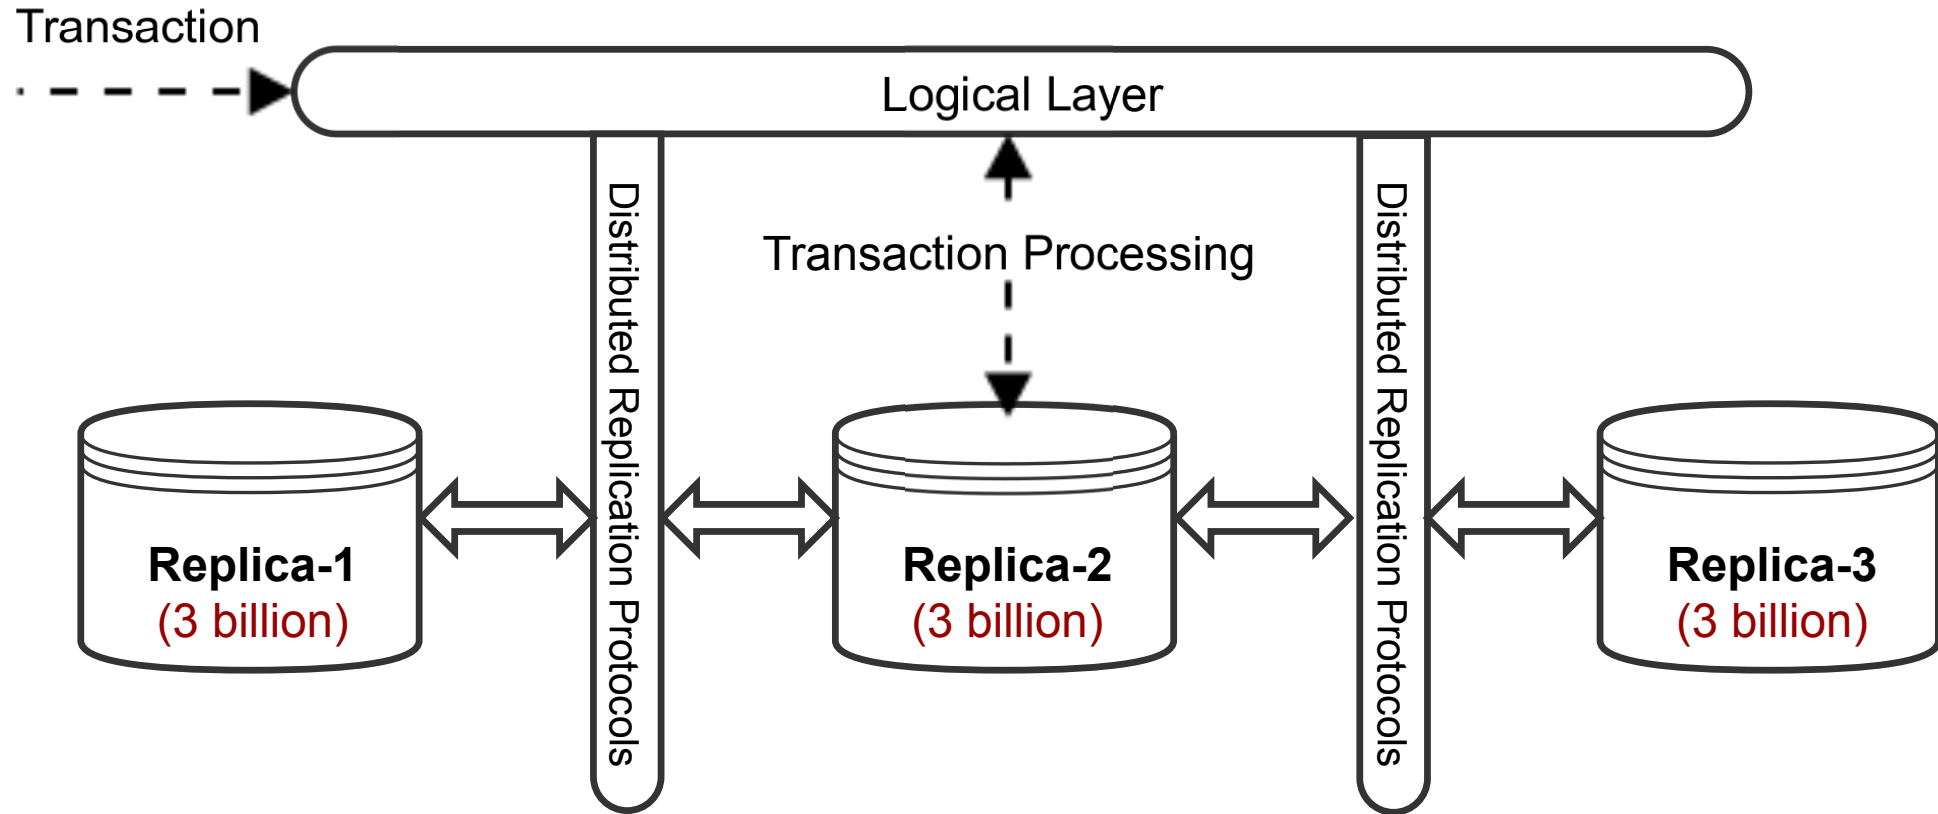 Transaction
Logical Layer
Transaction Processing
Distributed Replication Protocols
Distributed Replication Protocols
Replica-1
(3 billion)
Replica-2
(3 billion)
Replica-3
(3 billion)